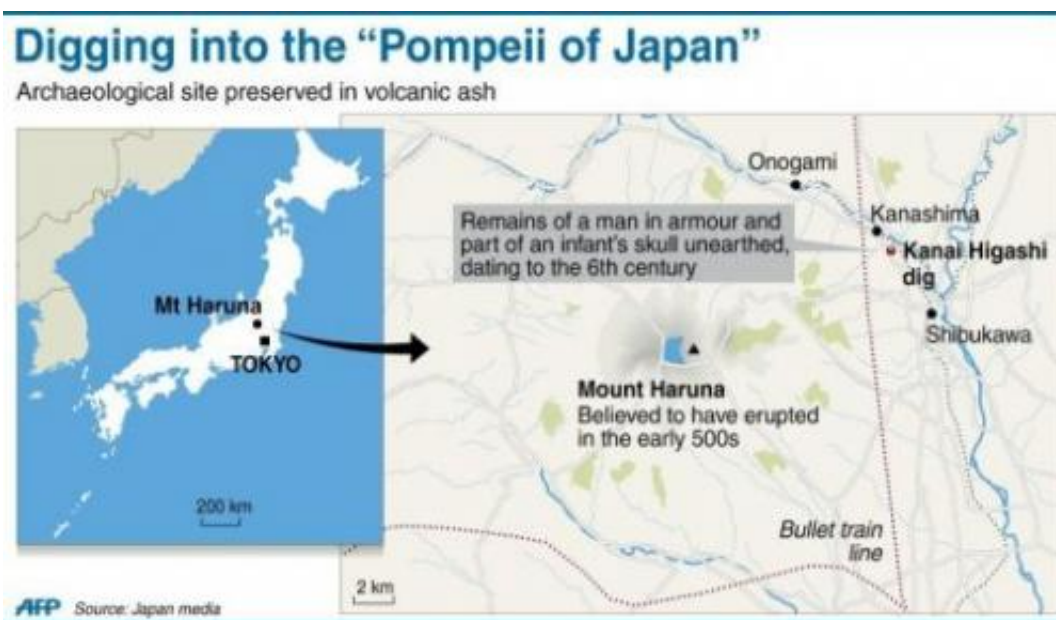 Digging into the “Pompeii of Japan”
Archaeological site preserved in volcanic ash
Mt Haruna
TOKYO
200 km
Onogami
Remains of a man in armour and
part of an infant's skull unearthed,
dating to the 6th century
Kanashima
Kanai Higashi
dig
Shibukawa
Mount Haruna
Believed to have erupted
in the early 500s
Bullet train
line
2 km
AFP Source: Japan media